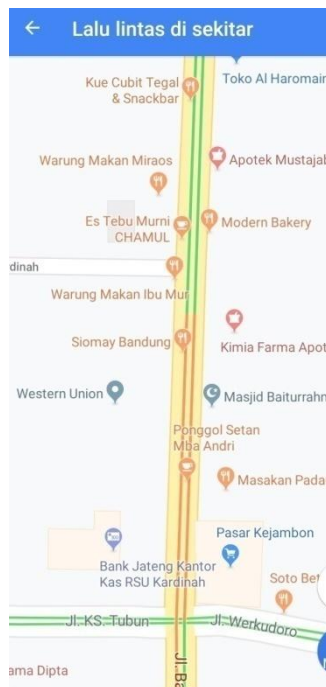 Lalu lintas di sekitar
Kue Cubit Tegal
& Snackbar
Toko Al Haromain
Warung Makan Miraos
Apotek Mustajab
Es Tebu Murni
CHAMUL
Modern Bakery
dinah
Warung Makan Ibu Mur
Siomay Bandung
Kimia Farma Apot
Western Union
Masjid Baiturrahm
Ponggol Setan
Mba Andri
Masakan Pada
Pasar Kejambon
Bank Jateng Kantor
Kas RSU Kardinah
Soto Bet
Jl. KS. Tubun
Jl. Werkudoro
Jl. Ba
ama Dipta